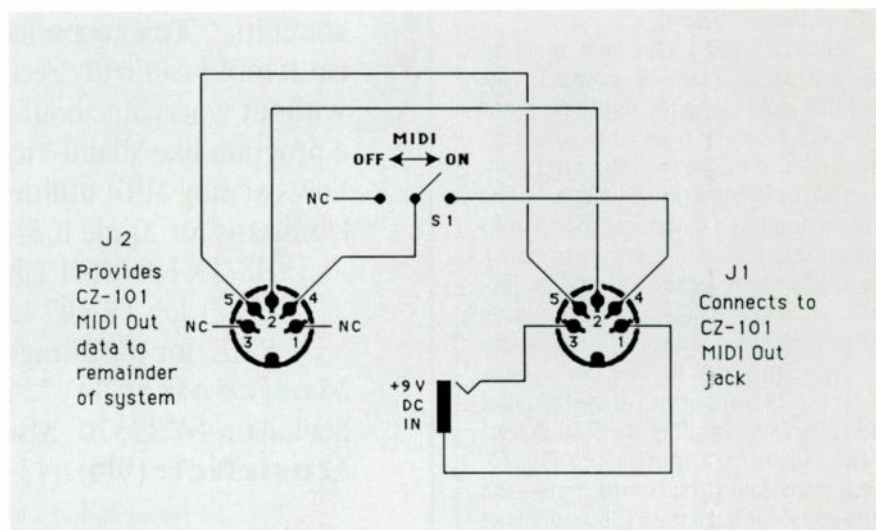 MIDI
OFF ON
NC
S1
J2
Provides
CZ-101
MIDI Out
data to
remainder
of system
5 4
2
NC 3 1 NC
5 4
2
3 1
J1
Connects to
CZ-101
MIDI Out
jack
+9 V
DC
IN